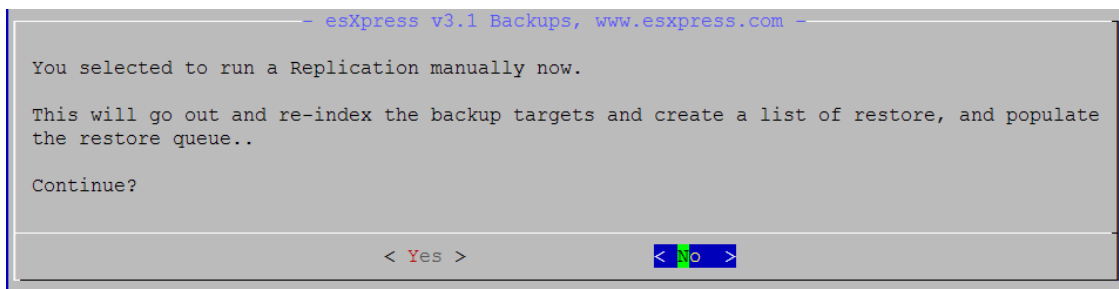 - esXpress v3.1 Backups, www.esxpress.com -
You selected to run a Replication manually now.
This will go out and re-index the backup targets and create a list of restore, and populate
the restore queue..
Continue?
< Yes > < No >